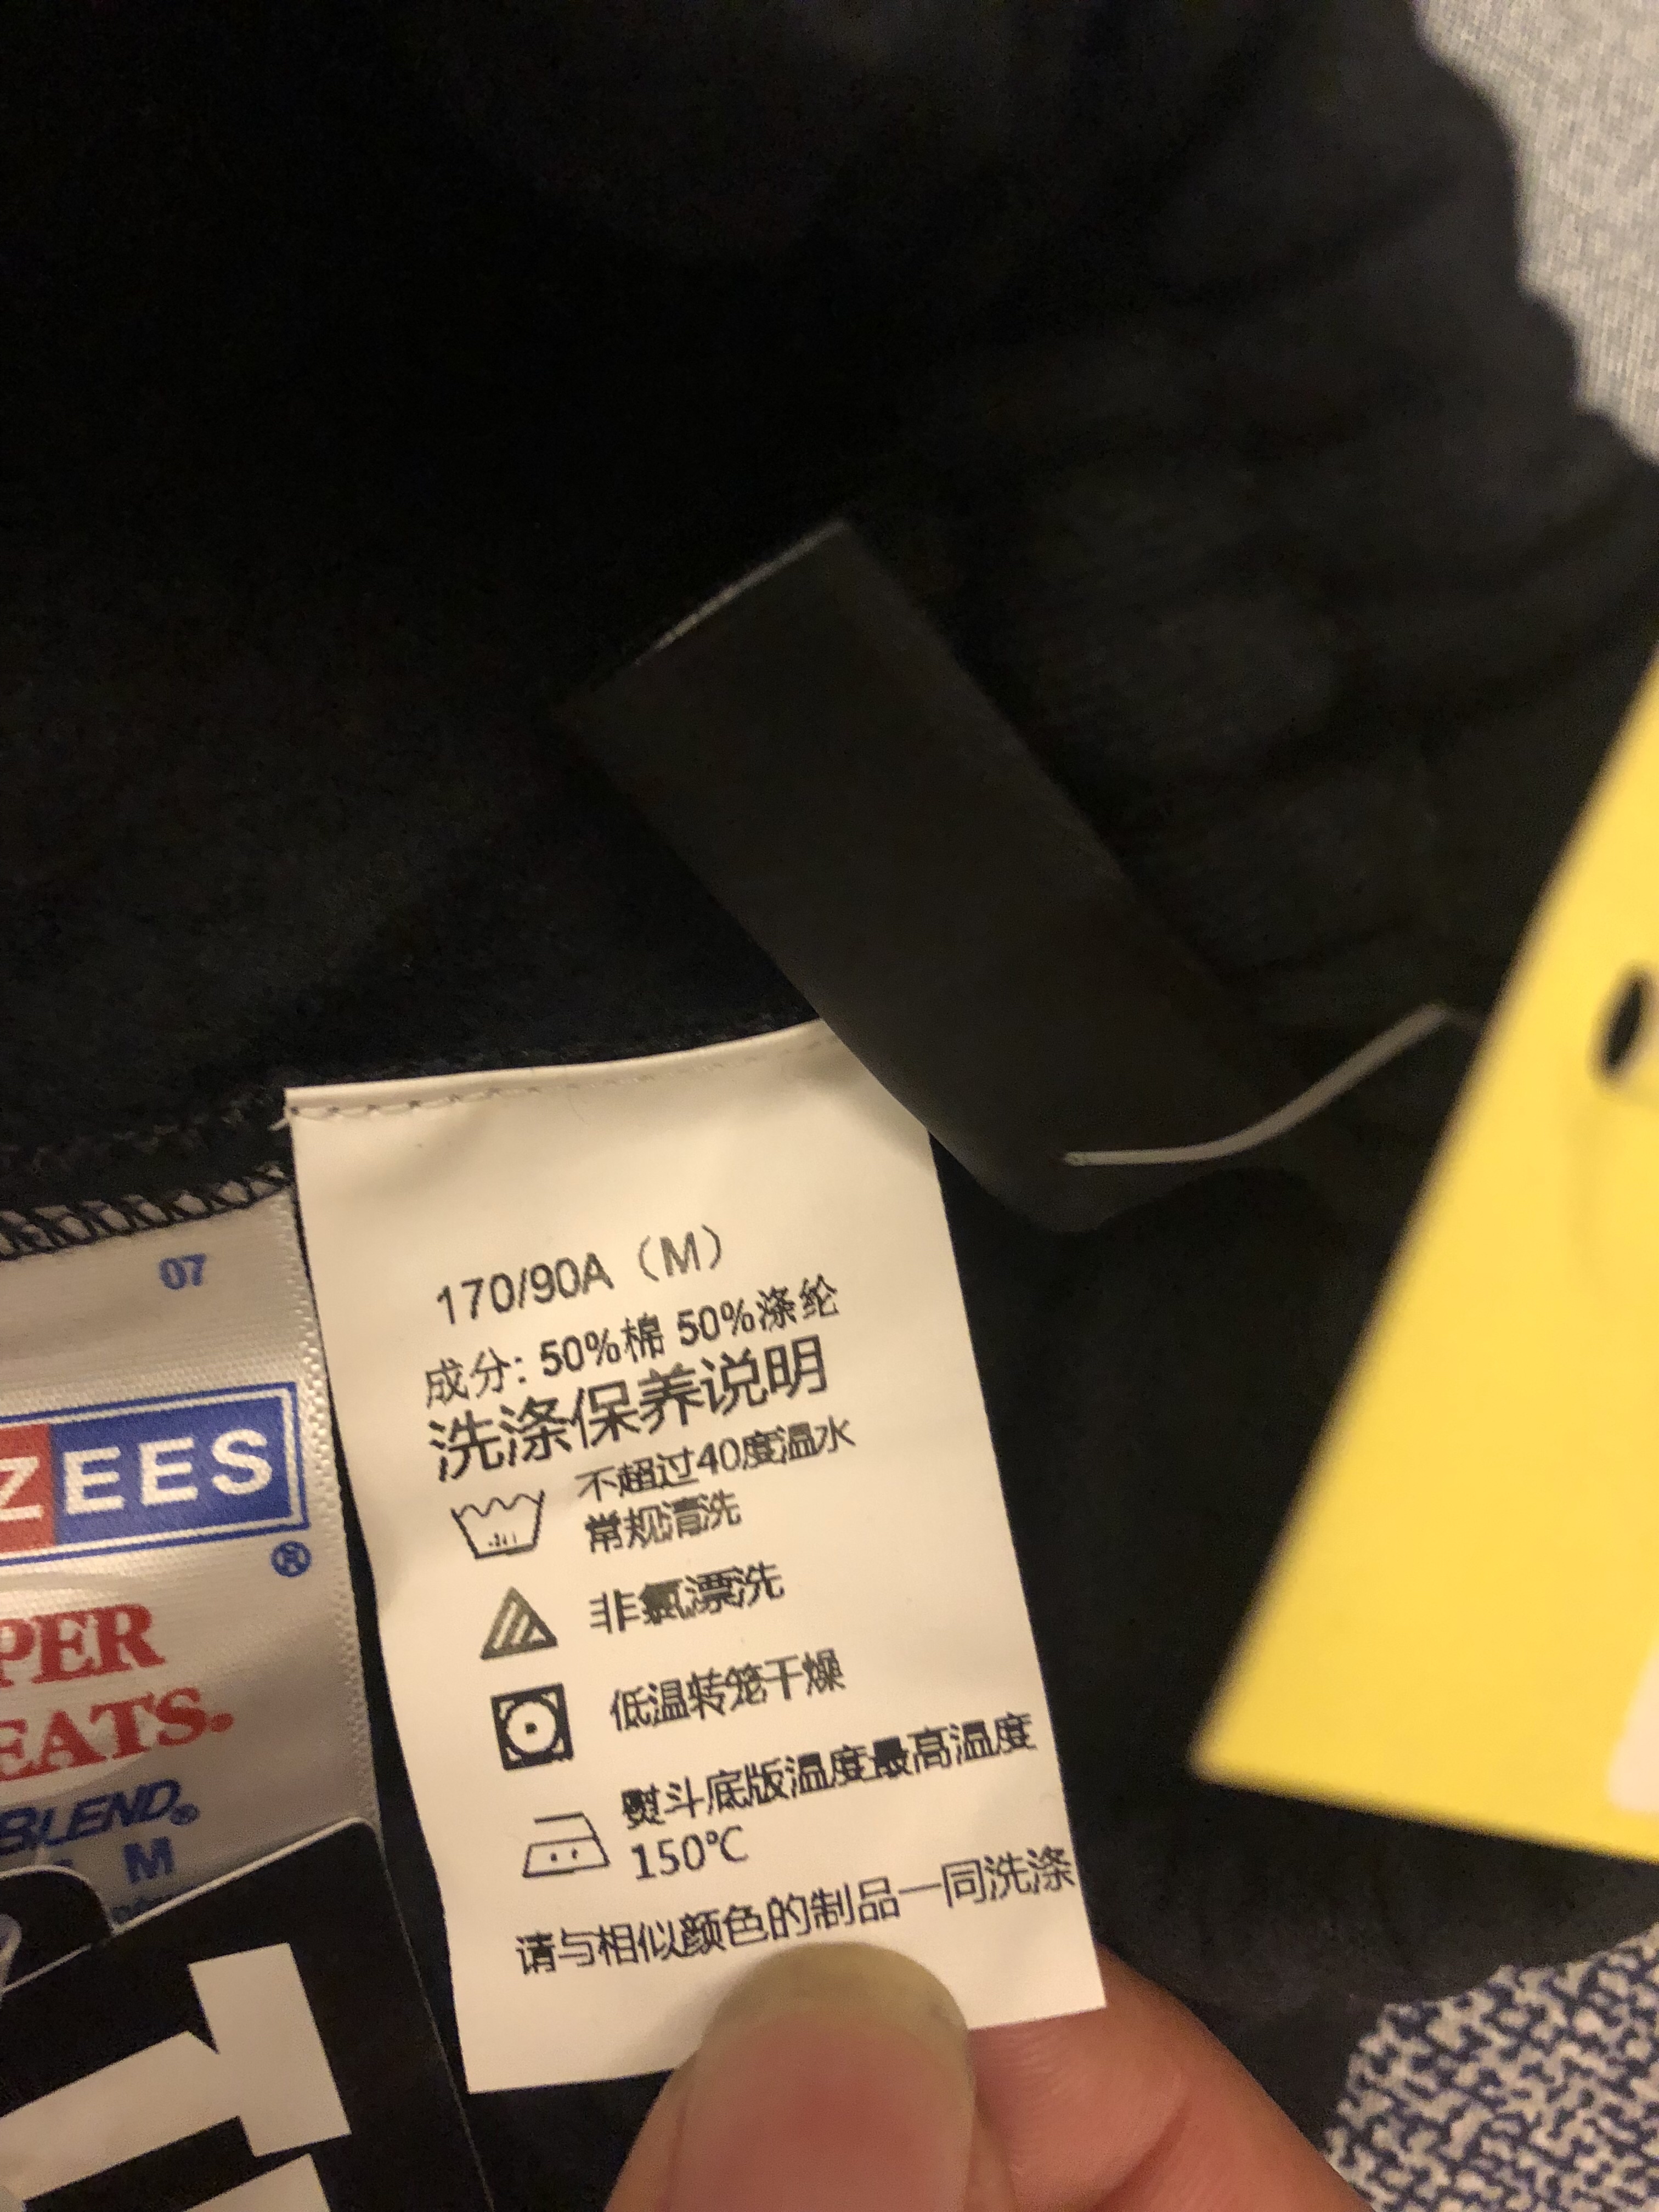 170/90A（M）
成分: 50%棉 50%涤纶
洗涤保养说明
不超过40度温水
常规清洗
非氯漂洗
低温转笼干燥
熨斗底版温度最高温度
150℃
请与相似颜色的制品一同洗涤
07
ZEES
®
PER
EATS.
BLEND®
M